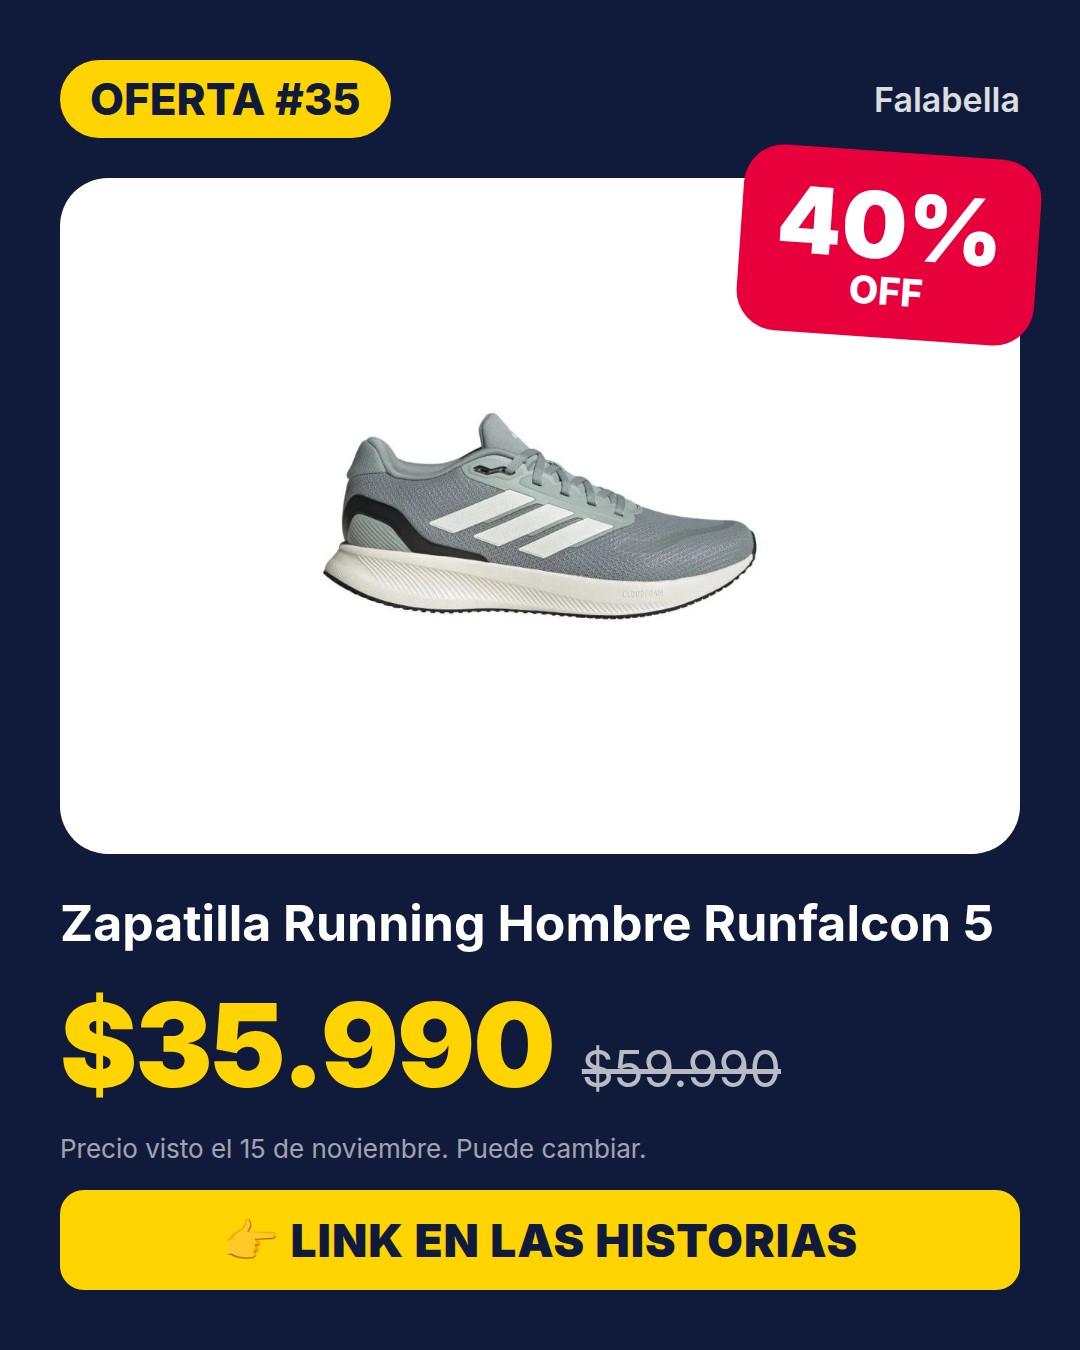 OFERTA #35
Falabella
40%
OFF
CLOUDFOAM
Zapatilla Running Hombre Runfalcon 5
$35.990 $59.990
Precio visto el 15 de noviembre. Puede cambiar.
👉 LINK EN LAS HISTORIAS